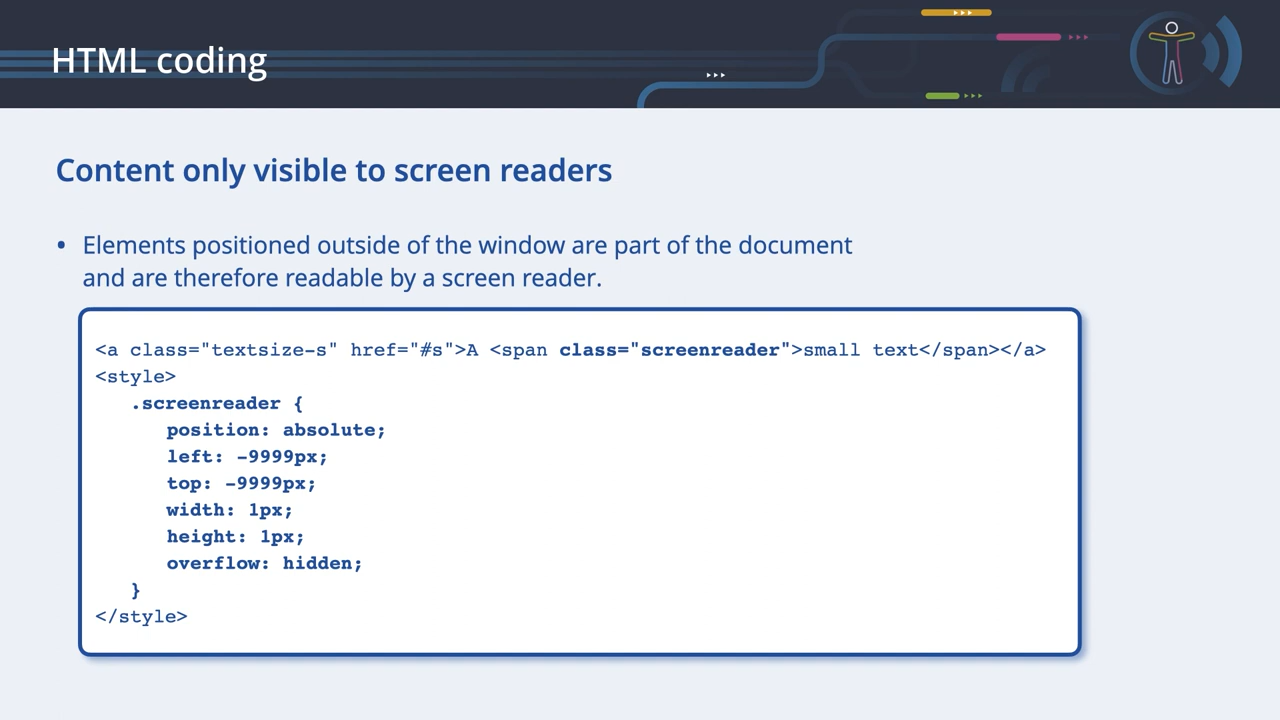 HTML coding
Content only visible to screen readers
• Elements positioned outside of the window are part of the document
and are therefore readable by a screen reader.
<a class="textsize-s" href="#s">A <span class="screenreader">small text</span></a>
<style>
   .screenreader {
      position: absolute;
      left: -9999px;
      top: -9999px;
      width: 1px;
      height: 1px;
      overflow: hidden;
   }
</style>